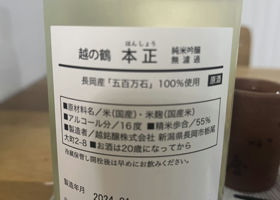 ほんしょう
越の鶴 本正 純米吟醸
無濾過
長岡産「五百万石」100%使用 原酒
■原材料名／米(国産)・米麹(国産米)
■アルコール分／16度 ■精米歩合／55%
■製造者／越銘醸株式会社 新潟県長岡市栃尾
大町2-8 ■お酒は20歳になってから
冷蔵保管し開栓後は早めにお飲みください。
製造年月 2024